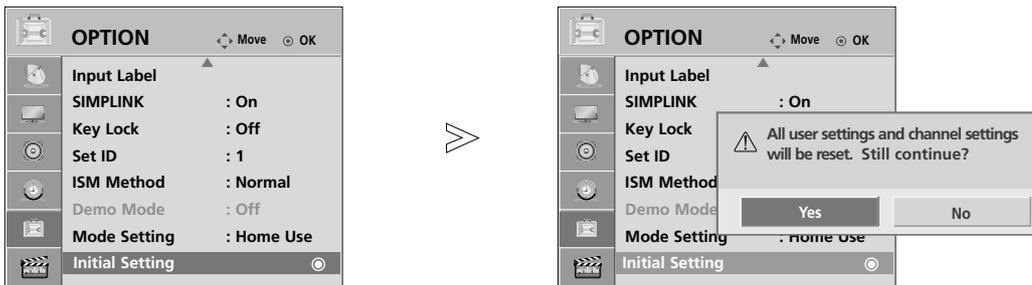 OPTION Move OK
Input Label
SIMPLINK : On
Key Lock : Off
Set ID : 1
ISM Method : Normal
Demo Mode : Off
Mode Setting : Home Use
Initial Setting
OPTION Move OK
Input Label
SIMPLINK : On
Key Lock
Set ID
ISM Method
Demo Mode
Mode Setting : Home Use
Initial Setting
All user settings and channel settings
will be reset. Still continue?
Yes No